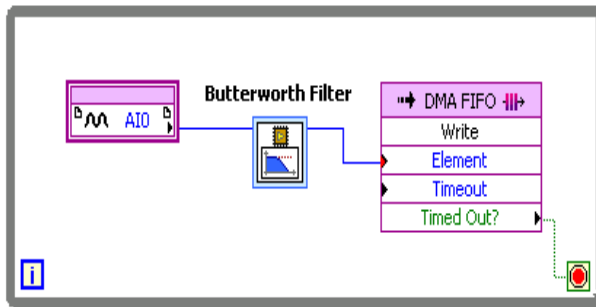 Butterworth Filter
AI0
DMA FIFO
Write
Element
Timeout
Timed Out?
i